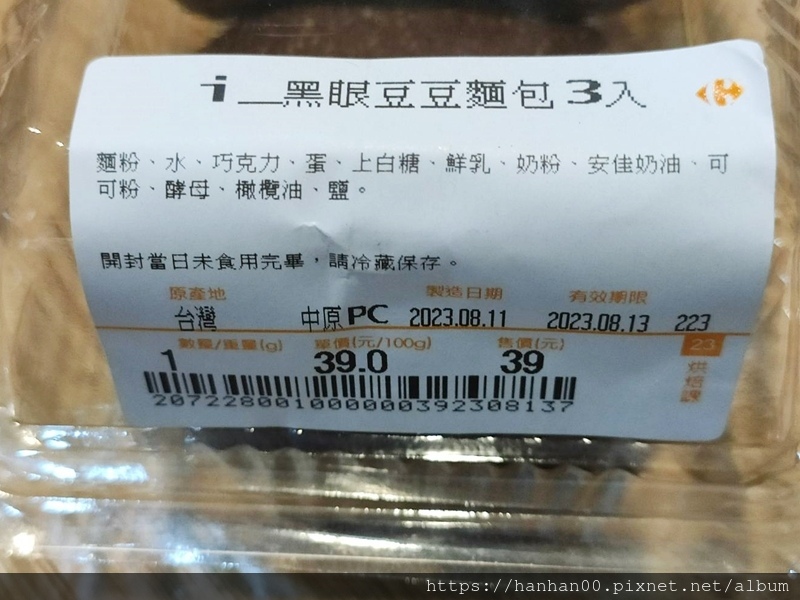 i__黑眼豆豆麵包3入
麵粉、水、巧克力、蛋、上白糖、鮮乳、奶粉、安佳奶油、可
可粉、酵母、橄欖油、鹽。
開封當日未食用完畢，請冷藏保存。
原產地 製造日期 有效期限
台灣 中原PC 2023.08.11 2023.08.13 223
數量/重量(g) 單價(元/100g) 售價(元) 23
1 39.0 39
烘焙課
2072280010000000392308137
https://hanhan00.pixnet.net/album